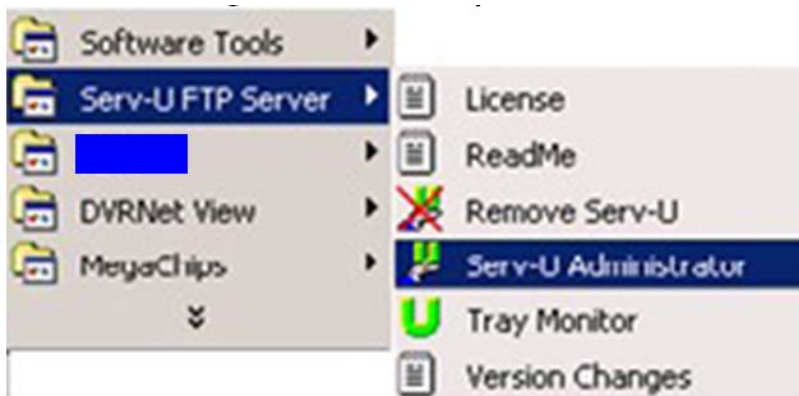 Software Tools
Serv-U FTP Server
DVRNet View
MegaChips
License
ReadMe
Remove Serv-U
Serv-U Administrator
Tray Monitor
Version Changes